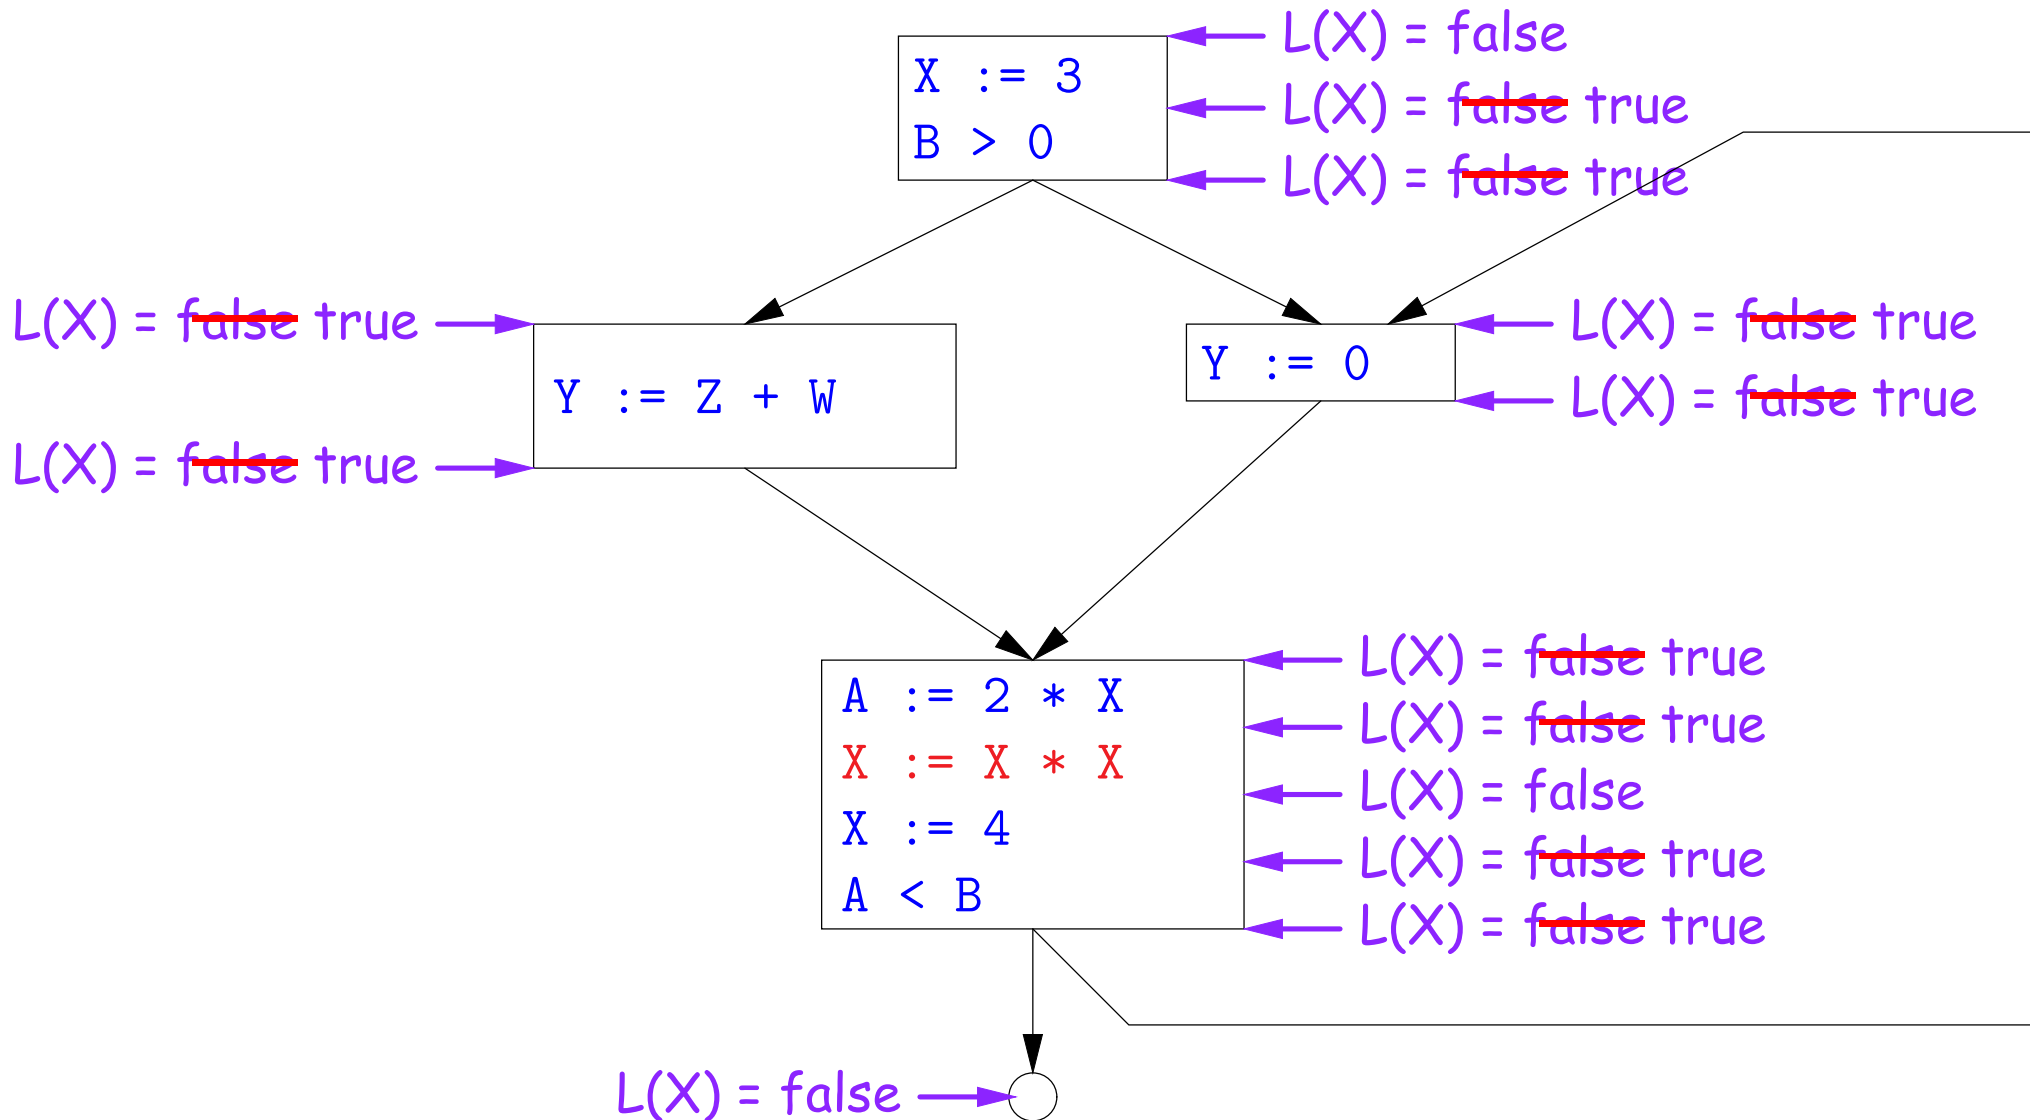 L(X) = false
X := 3
L(X) = false true
B > 0
L(X) = false true
L(X) = false true
L(X) = false true
Y := 0
Y := Z + W
L(X) = false true
L(X) = false true
L(X) = false true
A := 2 * X
L(X) = false true
X := X * X
L(X) = false
X := 4
L(X) = false true
A < B
L(X) = false true
L(X) = false